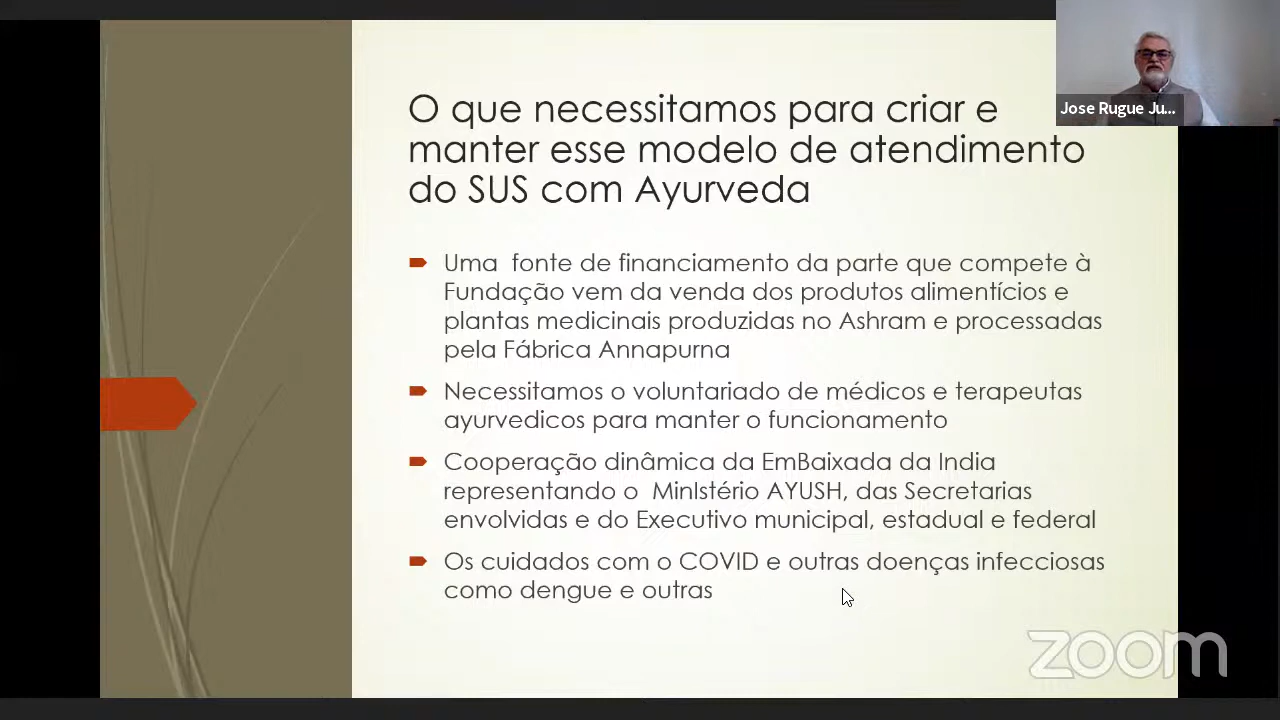 Jose Rugue Ju...
O que necessitamos para criar e
manter esse modelo de atendimento
do SUS com Ayurveda
Uma fonte de financiamento da parte que compete à
Fundação vem da venda dos produtos alimentícios e
plantas medicinais produzidas no Ashram e processadas
pela Fábrica Annapurna
Necessitamos o voluntariado de médicos e terapeutas
ayurvedicos para manter o funcionamento
Cooperação dinâmica da EmBaixada da India
representando o MinIstério AYUSH, das Secretarias
envolvidas e do Executivo municipal, estadual e federal
Os cuidados com o COVID e outras doenças infecciosas
como dengue e outras
zoom